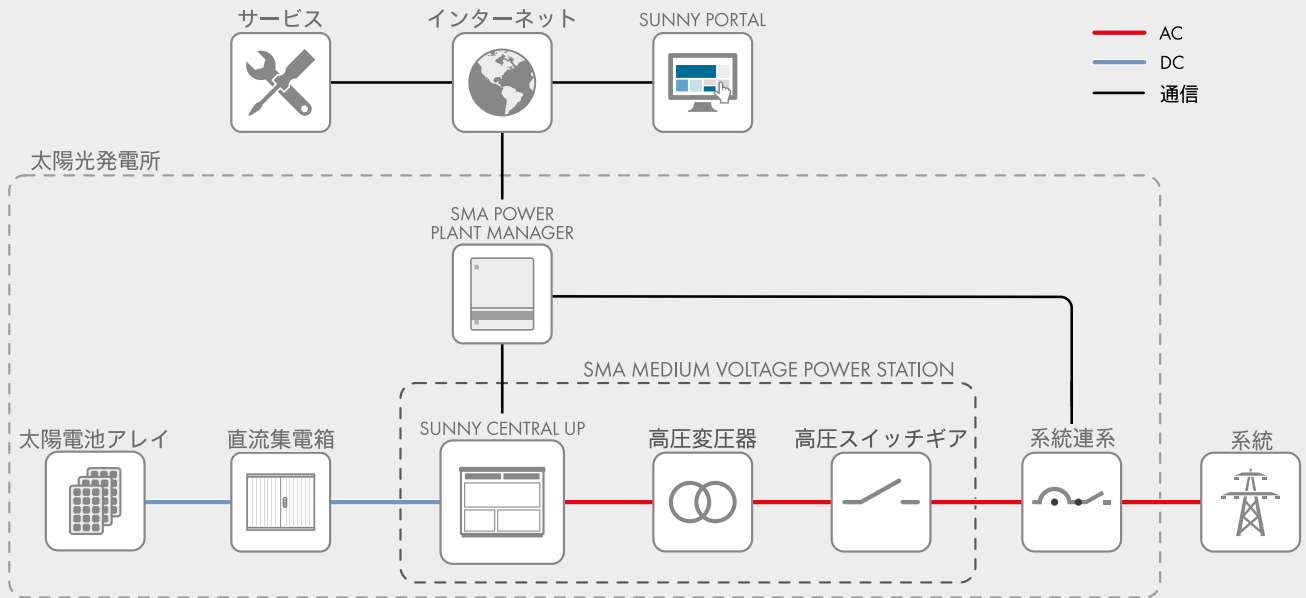 サービス
インターネット
SUNNY PORTAL
AC
DC
通信
太陽光発電所
SMA POWER
PLANT MANAGER
SMA MEDIUM VOLTAGE POWER STATION
太陽電池アレイ
直流集電箱
SUNNY CENTRAL UP
高圧変圧器
高圧スイッチギア
系統連系
系統